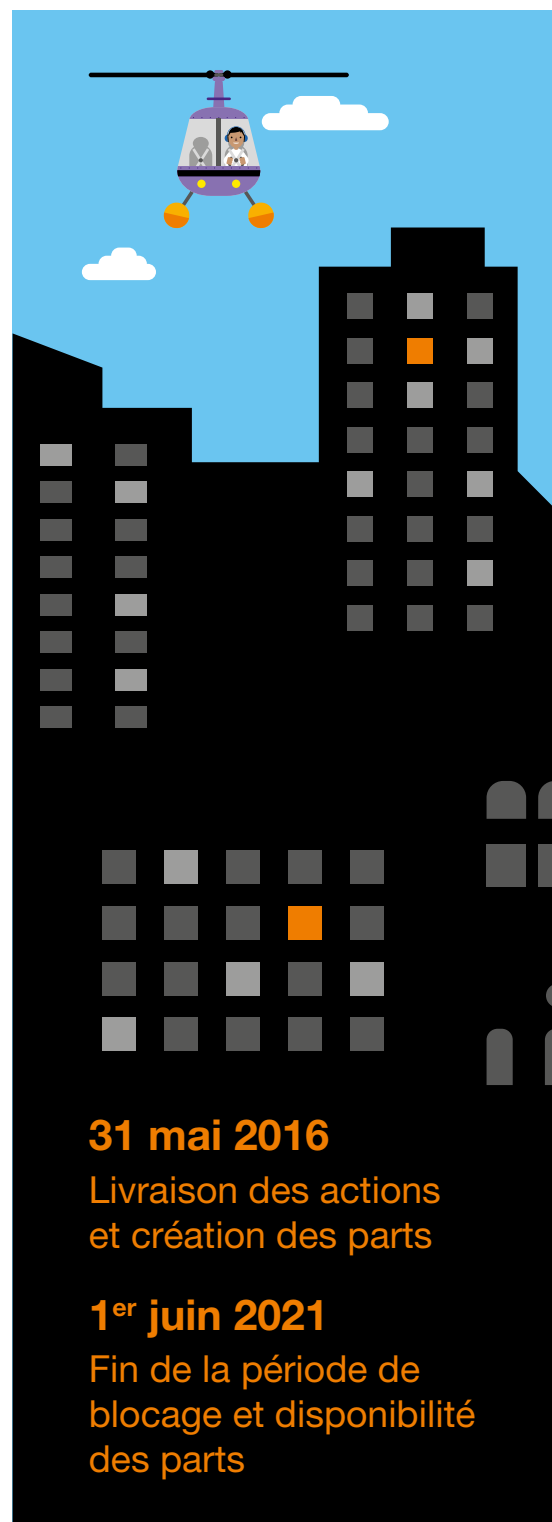 31 mai 2016
Livraison des actions
et création des parts
1er juin 2021
Fin de la période de
blocage et disponibilité
des parts